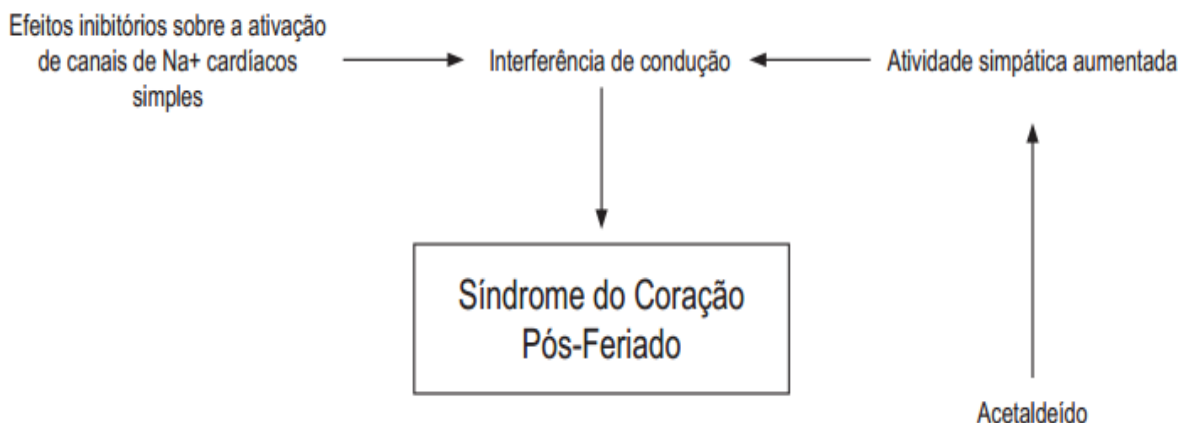 Efeitos inibitórios sobre a ativação
de canais de Na+ cardíacos
simples
Interferência de condução
Atividade simpática aumentada
Síndrome do Coração
Pós-Feriado
Acetaldeído